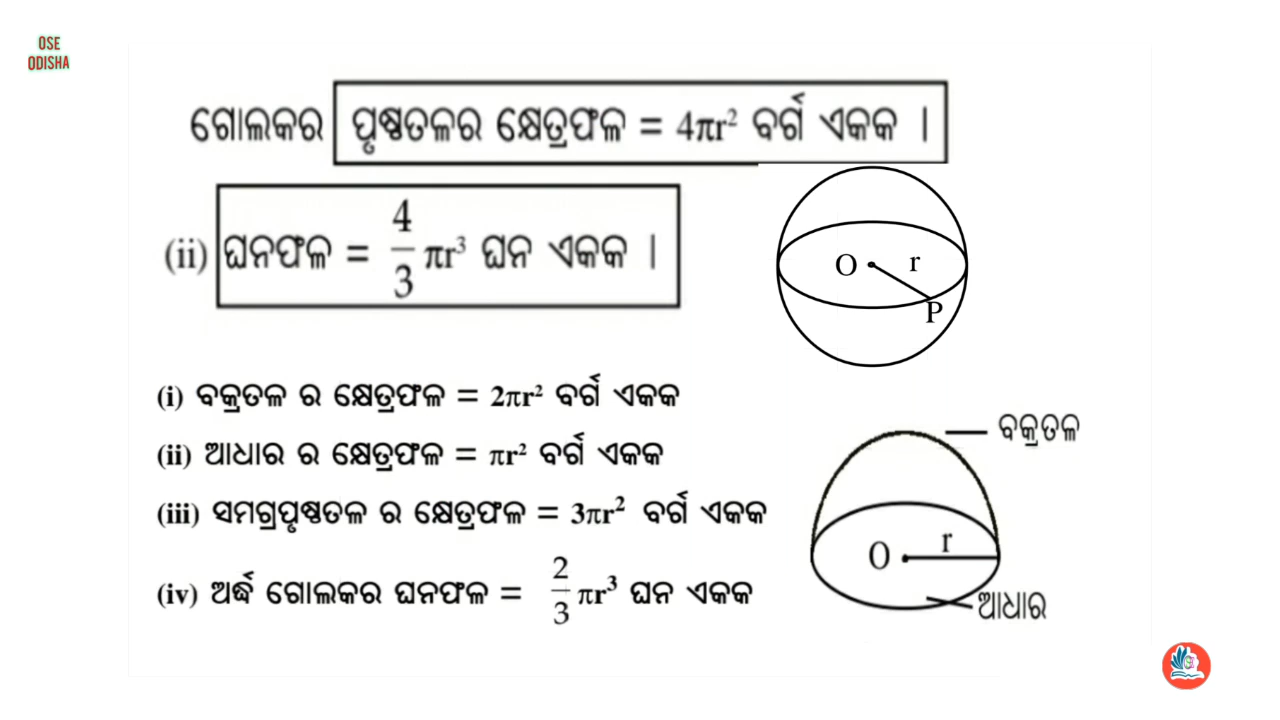 OSE
ODISHA
ଗୋଲକର ପୃଷ୍ଠତଳର କ୍ଷେତ୍ରଫଳ = 4πr² ବର୍ଗ ଏକକ ।
(ii) ଘନଫଳ = 4/3 πr³ ଘନ ଏକକ ।
O r
P
(i) ବକ୍ରତଳ ର କ୍ଷେତ୍ରଫଳ = 2πr² ବର୍ଗ ଏକକ
(ii) ଆଧାର ର କ୍ଷେତ୍ରଫଳ = πr² ବର୍ଗ ଏକକ
(iii) ସମଗ୍ରପୃଷ୍ଠତଳ ର କ୍ଷେତ୍ରଫଳ = 3πr² ବର୍ଗ ଏକକ
(iv) ଅର୍ଦ୍ଧ ଗୋଲକର ଘନଫଳ = 2/3 πr³ ଘନ ଏକକ
ବକ୍ରତଳ
O r
ଆଧାର